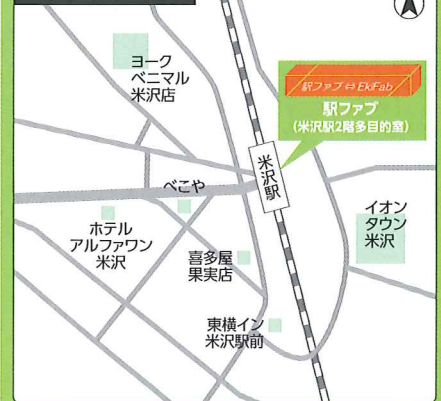 ヨーク
ベニマル
米沢店
駅ファブ⇔EkiFab
駅ファブ
(米沢駅2階多目的室)
米沢駅
べこや
イオン
タウン
米沢
ホテル
アルファワン
米沢
喜多屋
果実店
東横イン
米沢駅前